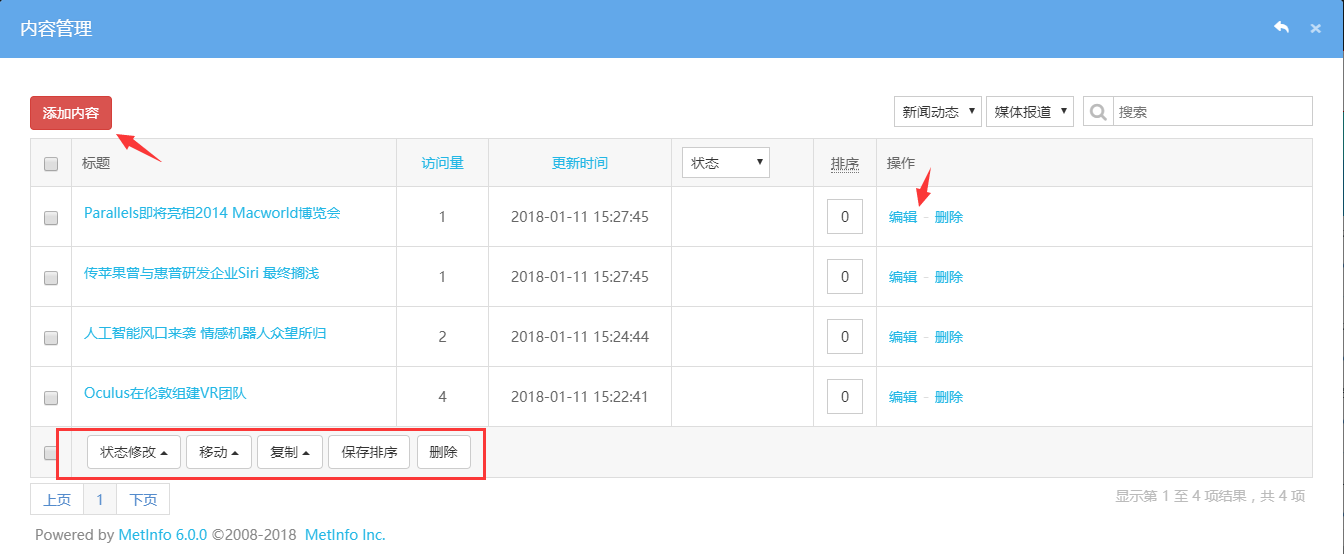 内容管理
添加内容 新闻动态 媒体报道 搜索
标题 访问量 更新时间 状态 排序 操作
Parallels即将亮相2014 Macworld博览会 1 2018-01-11 15:27:45 0 编辑 - 删除
传苹果曾与惠普研发企业Siri 最终搁浅 1 2018-01-11 15:27:45 0 编辑 - 删除
人工智能风口来袭 情感机器人众望所归 2 2018-01-11 15:24:44 0 编辑 - 删除
Oculus在伦敦组建VR团队 4 2018-01-11 15:22:41 0 编辑 - 删除
状态修改 移动 复制 保存排序 删除
上页 1 下页 显示第 1 至 4 项结果，共 4 项
Powered by MetInfo 6.0.0 ©2008-2018 MetInfo Inc.